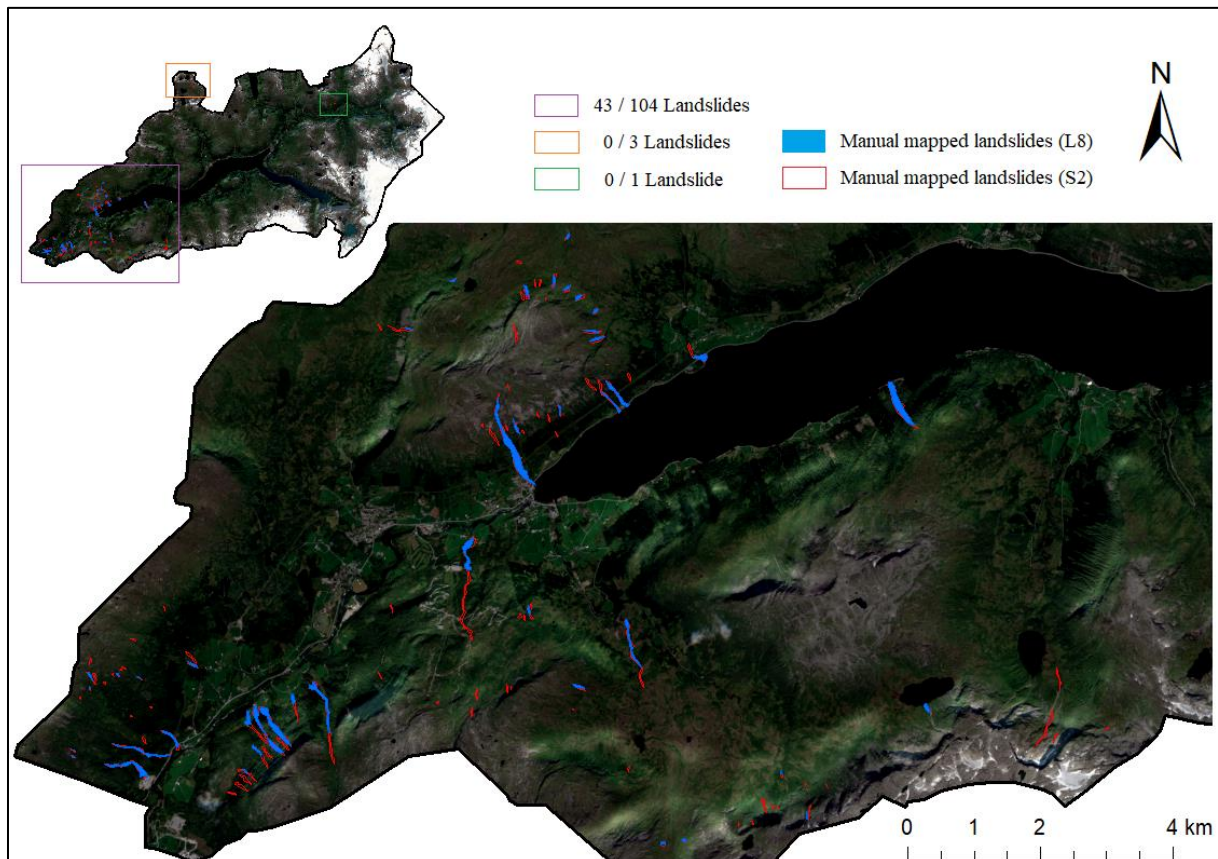 N
43 / 104 Landslides
0 / 3 Landslides
Manual mapped landslides (L8)
0 / 1 Landslide
Manual mapped landslides (S2)
0 2 4 km